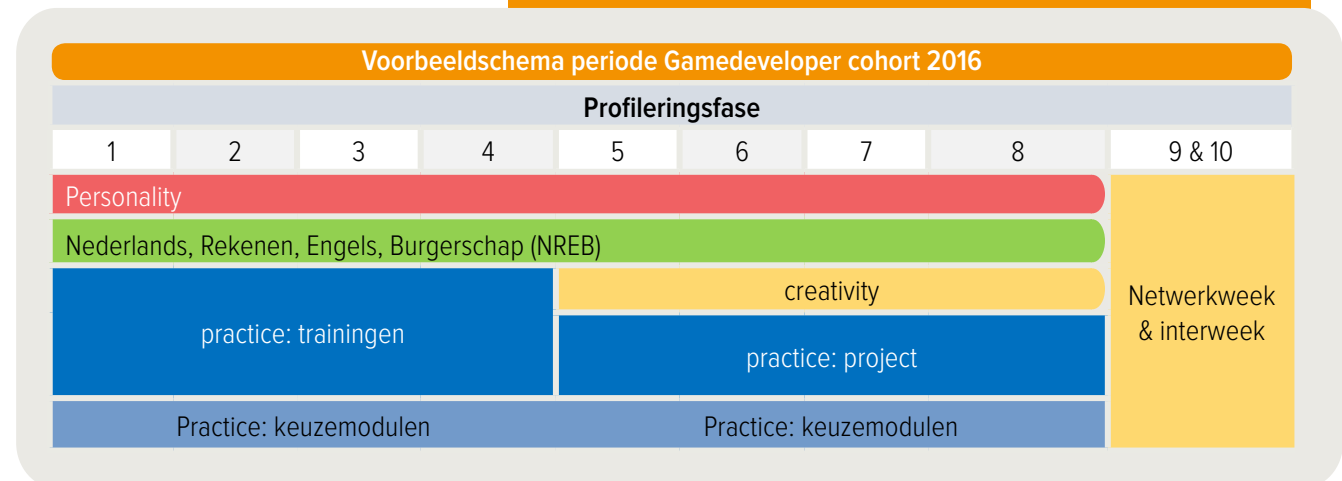 Voorbeeldschema periode Gamedeveloper cohort 2016
Profileringsfase
1 2 3 4 5 6 7 8 9 & 10
Personality
Nederlands, Rekenen, Engels, Burgerschap (NREB)
creativity
practice: trainingen
practice: project
Netwerkweek
& interweek
Practice: keuzemodulen Practice: keuzemodulen